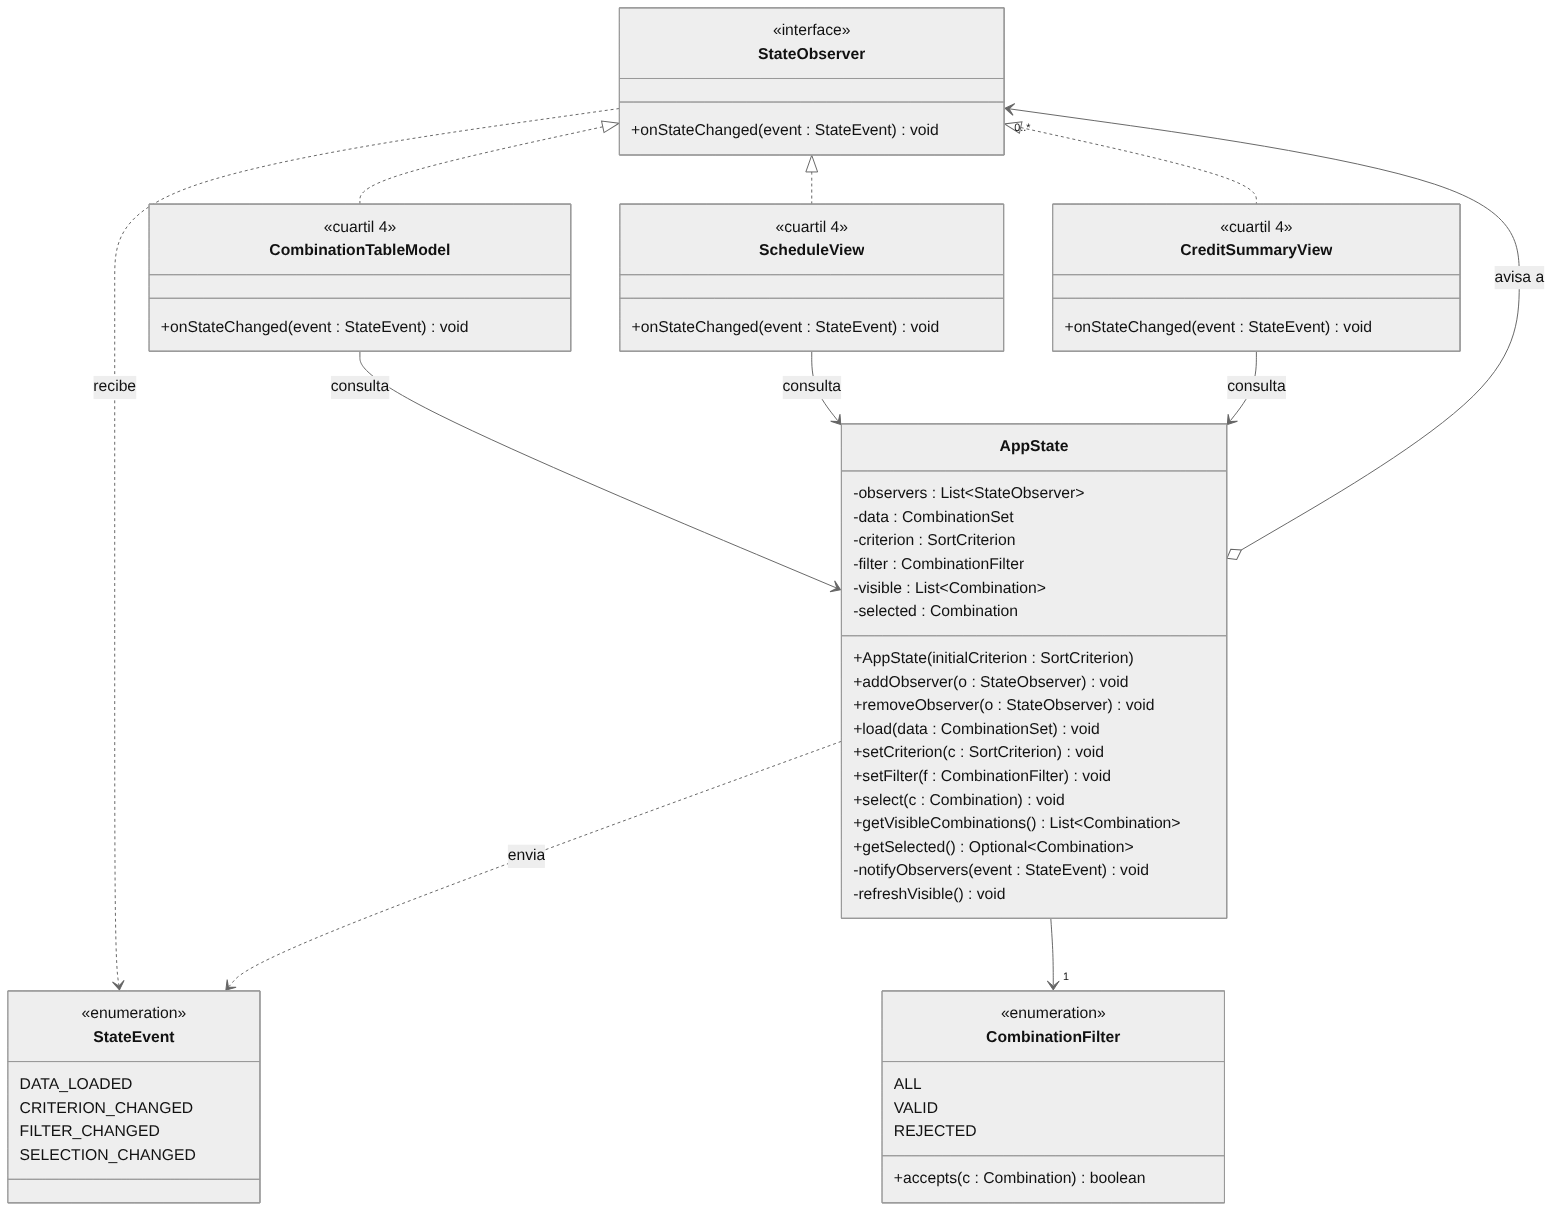 «interface»
StateObserver
+onStateChanged(event : StateEvent) : void
0..*
«cuartil 4»
CombinationTableModel
+onStateChanged(event : StateEvent) : void
«cuartil 4»
ScheduleView
+onStateChanged(event : StateEvent) : void
«cuartil 4»
CreditSummaryView
+onStateChanged(event : StateEvent) : void
avisa a
recibe
consulta
consulta
consulta
AppState
-observers : List<StateObserver>
-data : CombinationSet
-criterion : SortCriterion
-filter : CombinationFilter
-visible : List<Combination>
-selected : Combination
+AppState(initialCriterion : SortCriterion)
+addObserver(o : StateObserver) : void
+removeObserver(o : StateObserver) : void
+load(data : CombinationSet) : void
+setCriterion(c : SortCriterion) : void
+setFilter(f : CombinationFilter) : void
+select(c : Combination) : void
+getVisibleCombinations() : List<Combination>
+getSelected() : Optional<Combination>
-notifyObservers(event : StateEvent) : void
-refreshVisible() : void
envia
1
«enumeration»
StateEvent
DATA_LOADED
CRITERION_CHANGED
FILTER_CHANGED
SELECTION_CHANGED
«enumeration»
CombinationFilter
ALL
VALID
REJECTED
+accepts(c : Combination) : boolean